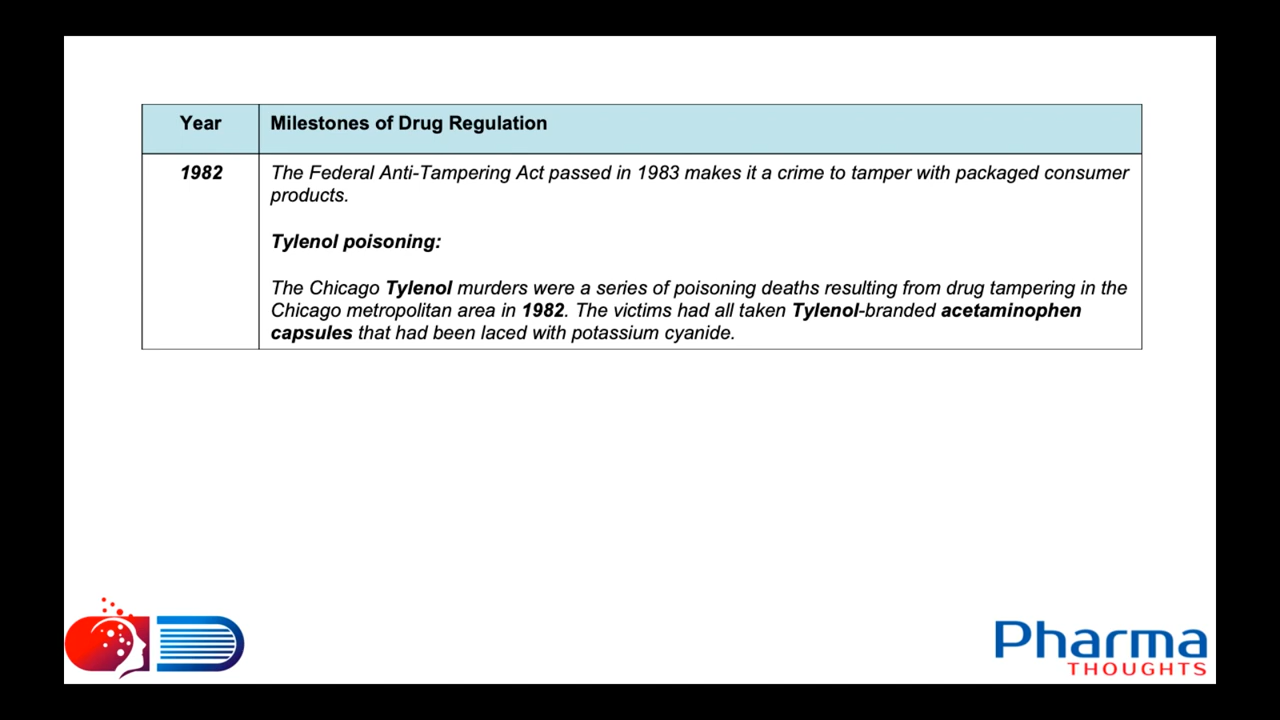 Year Milestones of Drug Regulation
1982 The Federal Anti-Tampering Act passed in 1983 makes it a crime to tamper with packaged consumer
products.
Tylenol poisoning:
The Chicago Tylenol murders were a series of poisoning deaths resulting from drug tampering in the
Chicago metropolitan area in 1982. The victims had all taken Tylenol-branded acetaminophen
capsules that had been laced with potassium cyanide.
Pharma
THOUGHTS